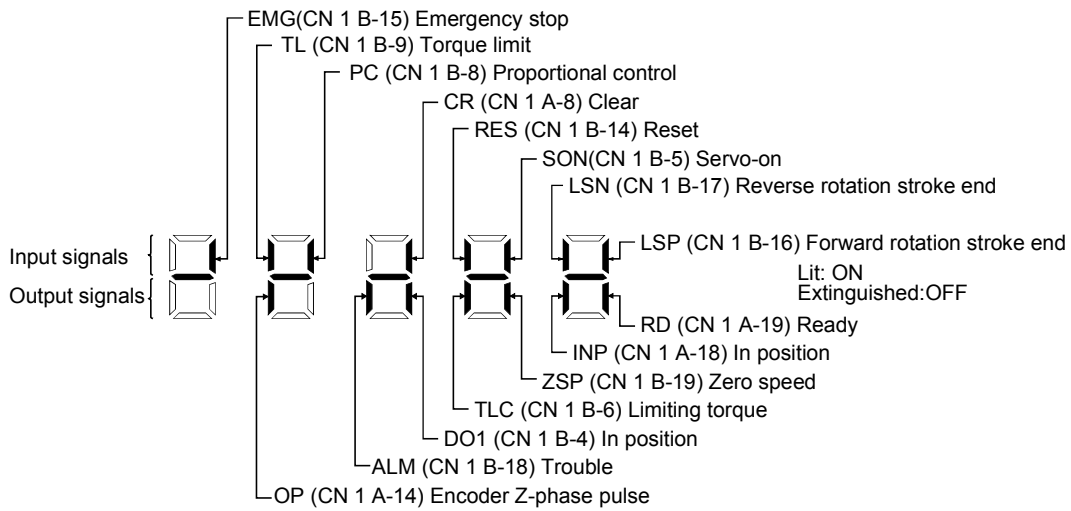 EMG(CN 1 B-15) Emergency stop
TL (CN 1 B-9) Torque limit
PC (CN 1 B-8) Proportional control
CR (CN 1 A-8) Clear
RES (CN 1 B-14) Reset
SON(CN 1 B-5) Servo-on
LSN (CN 1 B-17) Reverse rotation stroke end
Input signals
LSP (CN 1 B-16) Forward rotation stroke end
Lit: ON
Output signals
Extinguished:OFF
RD (CN 1 A-19) Ready
INP (CN 1 A-18) In position
ZSP (CN 1 B-19) Zero speed
TLC (CN 1 B-6) Limiting torque
DO1 (CN 1 B-4) In position
ALM (CN 1 B-18) Trouble
OP (CN 1 A-14) Encoder Z-phase pulse